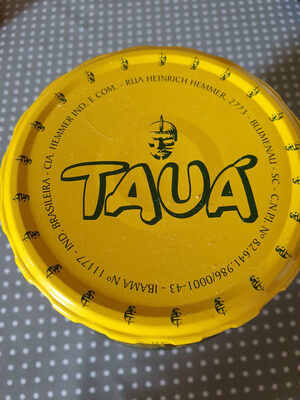 TAUÁ
IND. BRASILEIRA - CIA. HEMMER IND. E COM. - RUA HEINRICH HEMMER, 2773 - BLUMENAU - SC - C.N.P.J. Nº 82.641.986/0001-43 - IBAMA Nº 11177 -